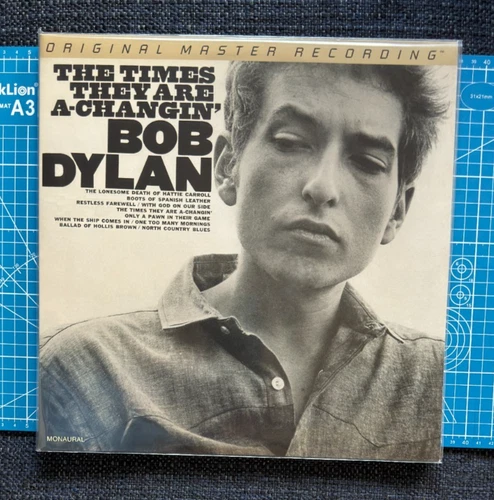 ORIGINAL MASTER RECORDING™
THE TIMES
THEY ARE
A-CHANGIN'
BOB
DYLAN
THE LONESOME DEATH OF HATTIE CARROLL
BOOTS OF SPANISH LEATHER
RESTLESS FAREWELL / WITH GOD ON OUR SIDE
THE TIMES THEY ARE A-CHANGIN'
ONLY A PAWN IN THEIR GAME
WHEN THE SHIP COMES IN / ONE TOO MANY MORNINGS
BALLAD OF HOLLIS BROWN / NORTH COUNTRY BLUES
MONAURAL
kLion
A3